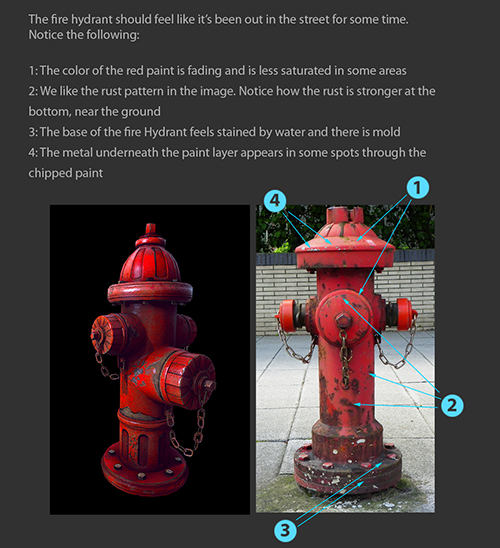 The fire hydrant should feel like it's been out in the street for some time.
Notice the following:
1: The color of the red paint is fading and is less saturated in some areas
2: We like the rust pattern in the image. Notice how the rust is stronger at the
bottom, near the ground
3: The base of the fire Hydrant feels stained by water and there is mold
4: The metal underneath the paint layer appears in some spots through the
chipped paint
1
4
2
3